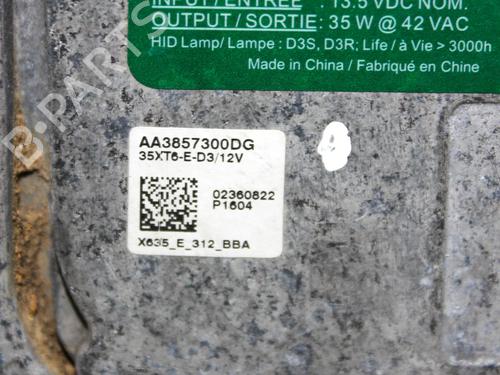 INPUT/ENTRÉE : 13.5 VDC NOM.
OUTPUT / SORTIE: 35 W @ 42 VAC
HID Lamp/ Lampe : D3S, D3R; Life / à Vie > 3000h
Made in China / Fabriqué en Chine
AA3857300DG
35XT6-E-D3/12V
02360822
P1604
X635_E_312_BBA
B-PARTS